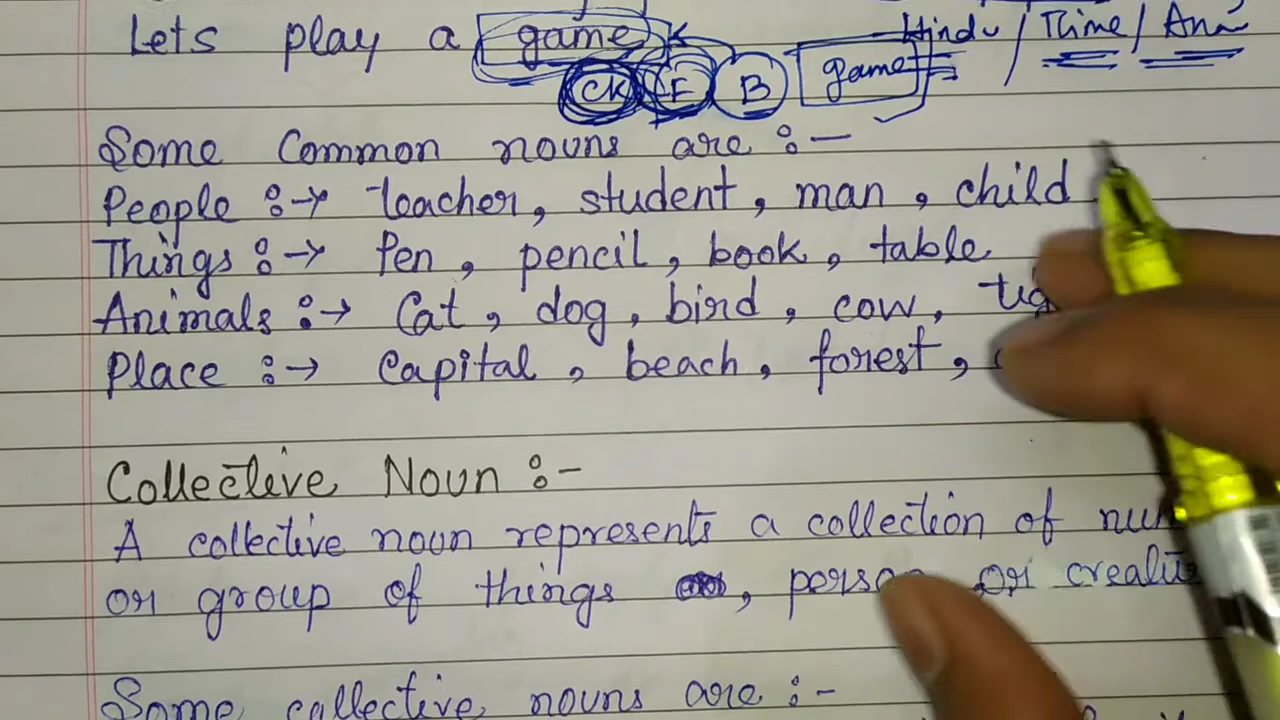 Lets play a game Hindu / Time /
CK F B game
Some Common nouns are :-
People :→ teacher, student, man, child
Things :→ Pen, pencil, book, table
Animals :→ Cat, dog, bird, cow,
Place :→ Capital, beach, forest,
Collective Noun :-
A collective noun represents a collection of
or group of things , or
Some collective nouns are :-